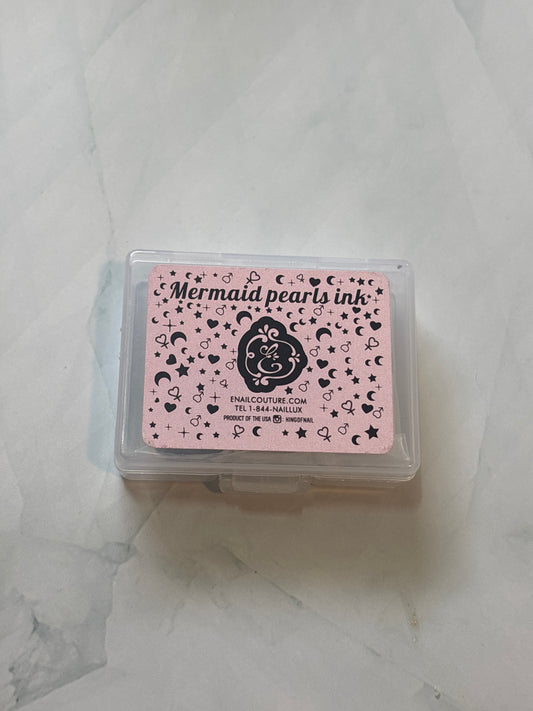 Mermaid pearls ink
ENAILCOUTURE.COM
TEL 1-844-NAILLUX
PRODUCT OF THE USA : KINGOFNAIL